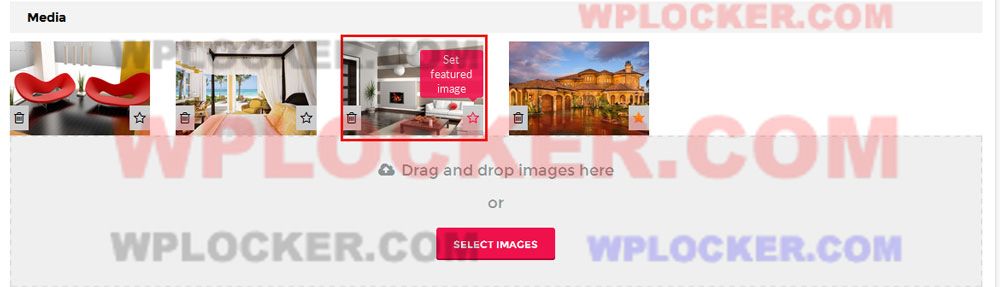 Media
WPLOCKER.COM
WPLOCKER.COM
Set
featured
image
WPLOCKER.COM
Drag and drop images here
or
SELECT IMAGES
WPLOCKER.COM
WPLOCKER.COM